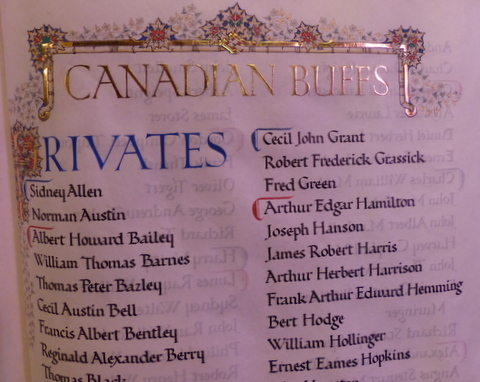 CANADIAN BUFFS
PRIVATES
Sidney Allen
Norman Austin
Albert Howard Bailey
William Thomas Barnes
Thomas Peter Bazley
Cecil Austin Bell
Francis Albert Bentley
Reginald Alexander Berry
Thomas Black
Cecil John Grant
Robert Frederick Grassick
Fred Green
Arthur Edgar Hamilton
Joseph Hanson
James Robert Harris
Arthur Herbert Harrison
Frank Arthur Edward Hemming
Bert Hodge
William Hollinger
Ernest Eames Hopkins